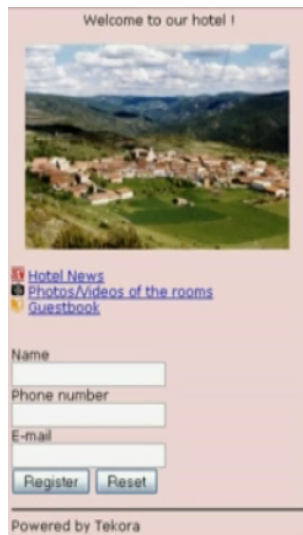 Welcome to our hotel !
Hotel News
Photos/Videos of the rooms
Guestbook
Name
Phone number
E-mail
Register Reset
Powered by Tekora